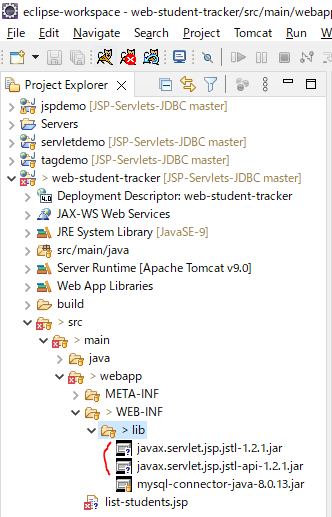 eclipse-workspace - web-student-tracker/src/main/webapp
File Edit Navigate Search Project Tomcat Run W
Project Explorer
jspdemo [JSP-Servlets-JDBC master]
Servers
servletdemo [JSP-Servlets-JDBC master]
tagdemo [JSP-Servlets-JDBC master]
> web-student-tracker [JSP-Servlets-JDBC master]
Deployment Descriptor: web-student-tracker
JAX-WS Web Services
JRE System Library [JavaSE-9]
> src/main/java
Server Runtime [Apache Tomcat v9.0]
Web App Libraries
build
> src
> main
> java
> webapp
META-INF
> WEB-INF
> lib
javax.servlet.jsp.jstl-1.2.1.jar
javax.servlet.jsp.jstl-api-1.2.1.jar
mysql-connector-java-8.0.13.jar
list-students.jsp